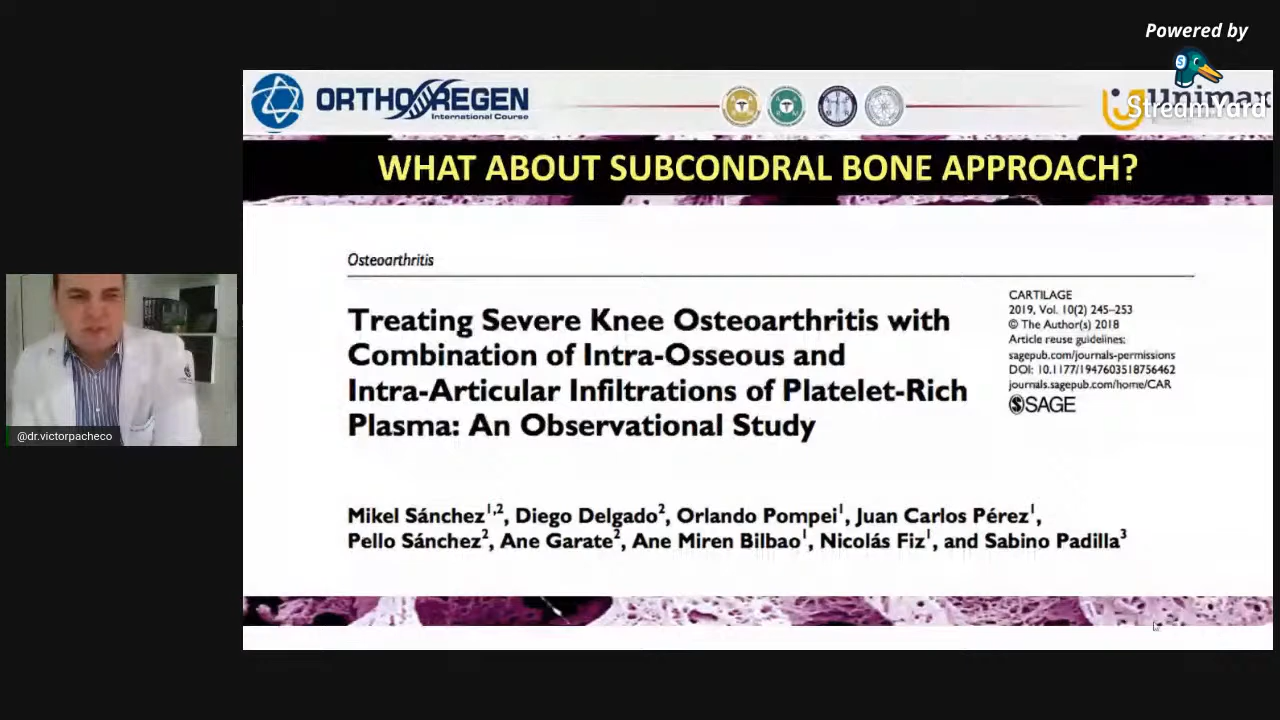 Powered by
StreamYard
ORTHOREGEN
International Course
Unimax
WHAT ABOUT SUBCONDRAL BONE APPROACH?
Osteoarthritis
Treating Severe Knee Osteoarthritis with
Combination of Intra-Osseous and
Intra-Articular Infiltrations of Platelet-Rich
Plasma: An Observational Study
CARTILAGE
2019, Vol. 10(2) 245–253
© The Author(s) 2018
Article reuse guidelines:
sagepub.com/journals-permissions
DOI: 10.1177/1947603518756462
journals.sagepub.com/home/CAR
SAGE
Mikel Sánchez1,2, Diego Delgado2, Orlando Pompei1, Juan Carlos Pérez1,
Pello Sánchez2, Ane Garate2, Ane Miren Bilbao1, Nicolás Fiz1, and Sabino Padilla3
@dr.victorpacheco